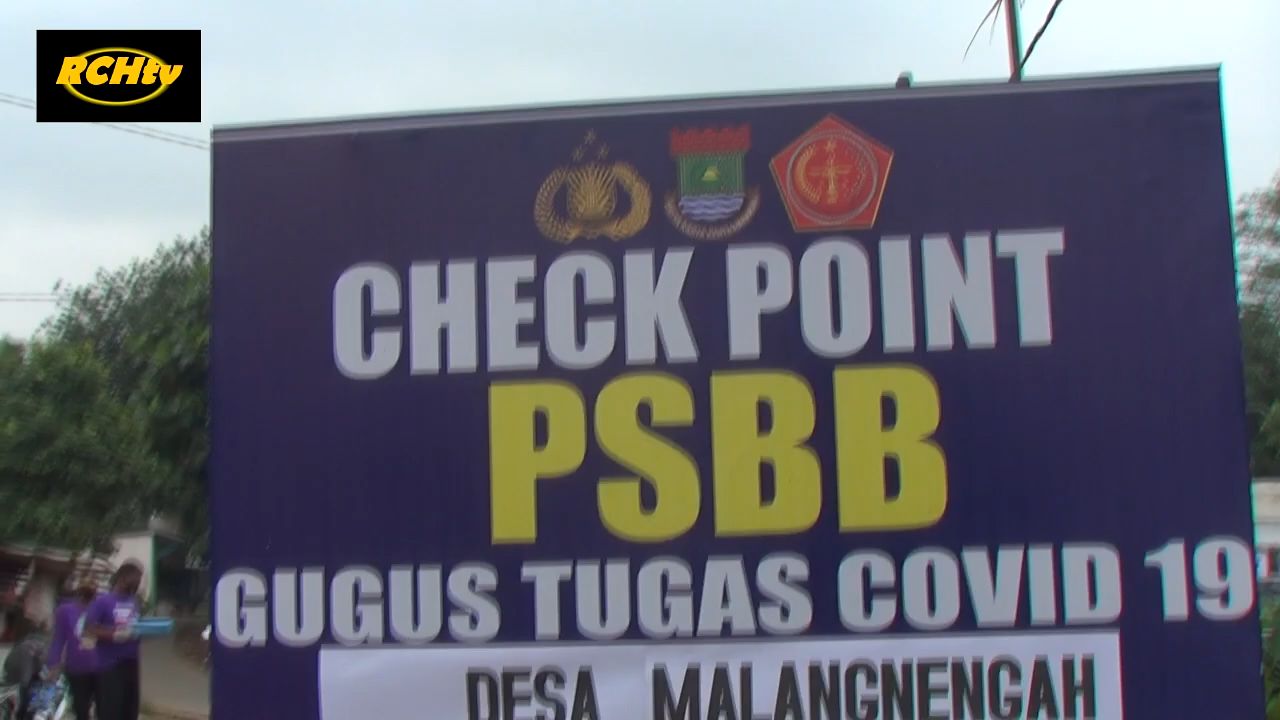 RCHtv
CHECK POINT
PSBB
GUGUS TUGAS COVID 19
DESA MALANGNENGAH